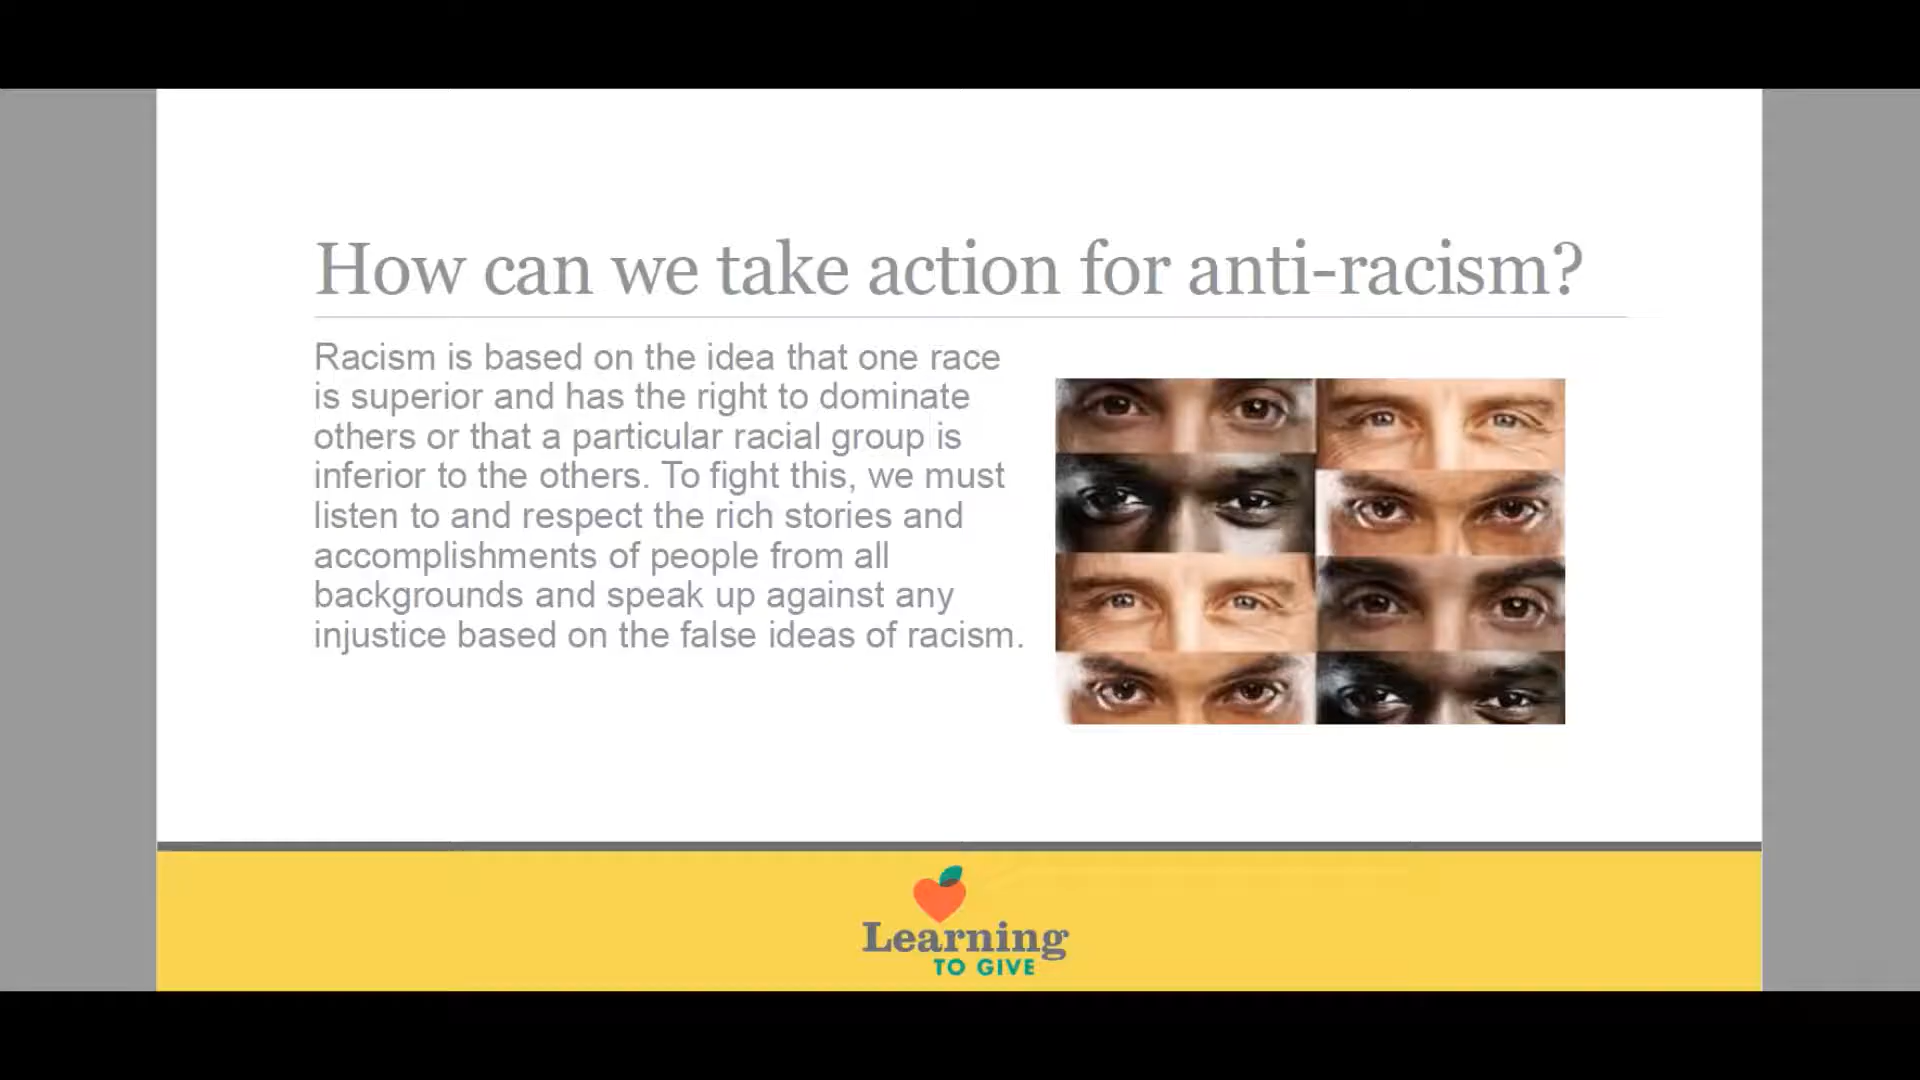 How can we take action for anti-racism?
Racism is based on the idea that one race
is superior and has the right to dominate
others or that a particular racial group is
inferior to the others. To fight this, we must
listen to and respect the rich stories and
accomplishments of people from all
backgrounds and speak up against any
injustice based on the false ideas of racism.
Learning
TO GIVE